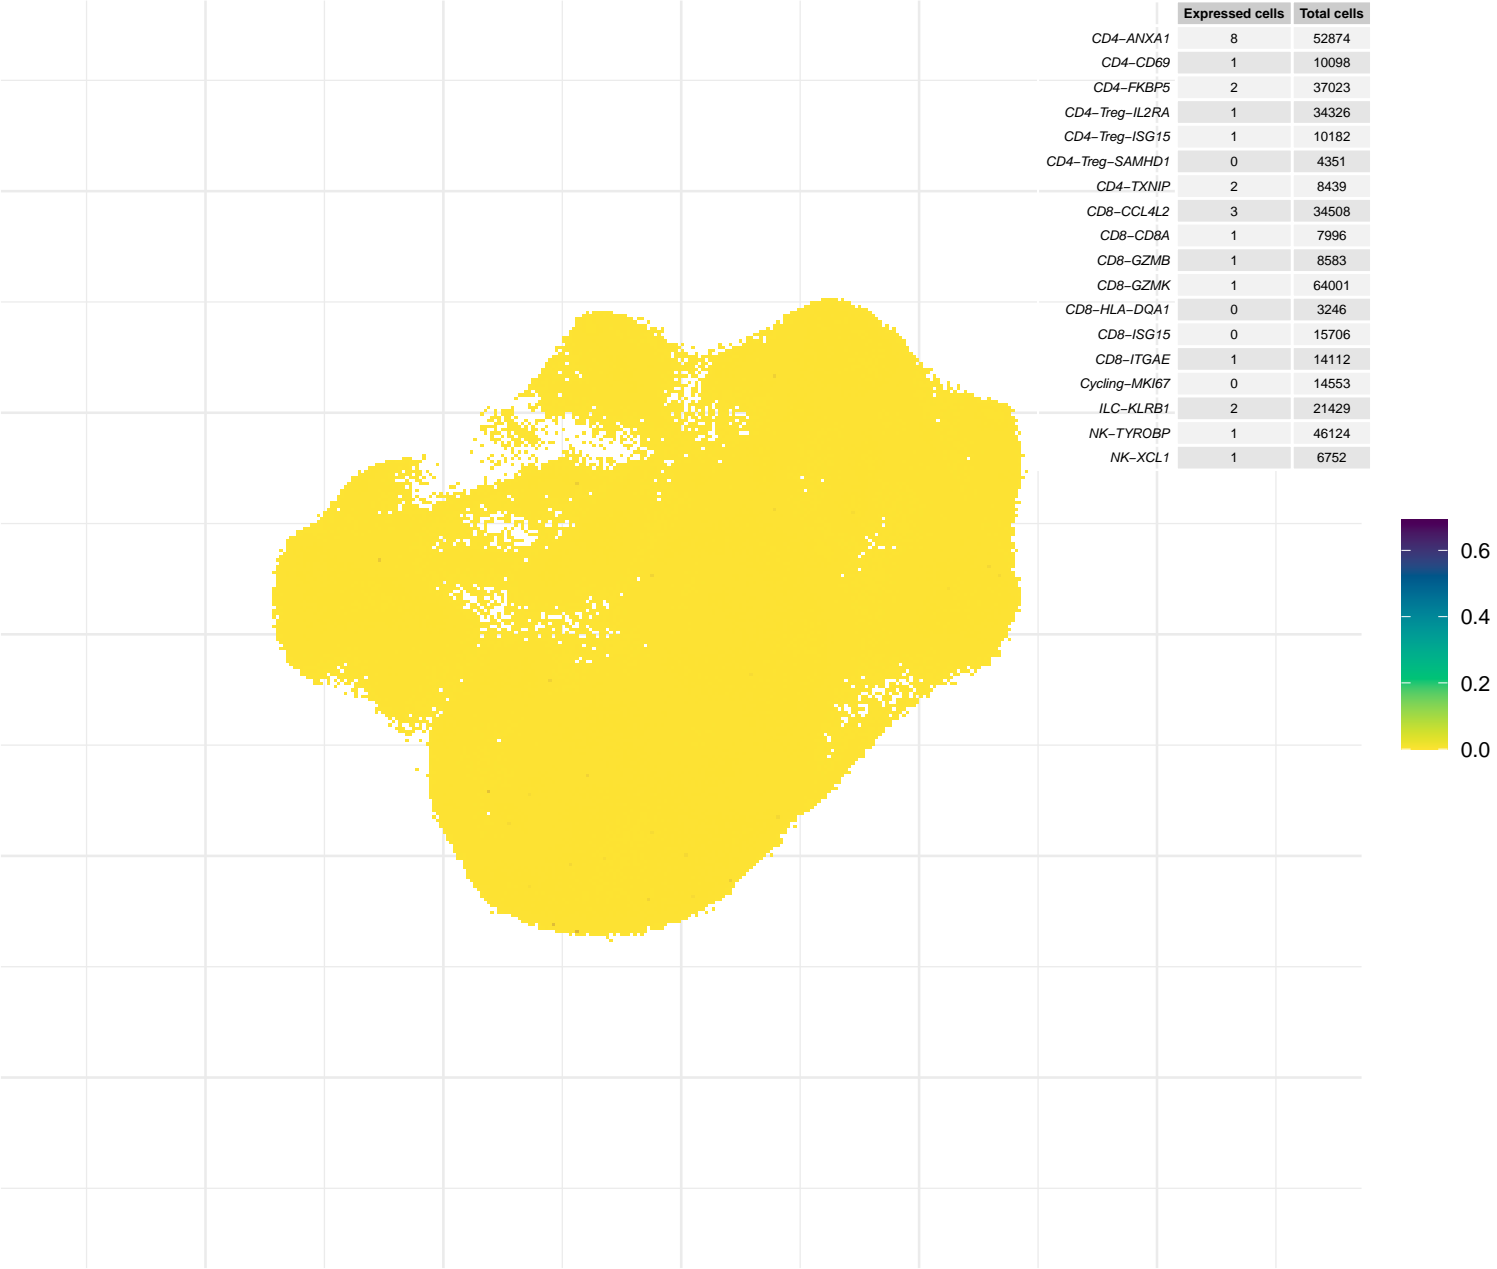 Expressed cells Total cells
CD4−ANXA1 8 52874
CD4−CD69 1 10098
CD4−FKBP5 2 37023
CD4−Treg−IL2RA 1 34326
CD4−Treg−ISG15 1 10182
CD4−Treg−SAMHD1 0 4351
CD4−TXNIP 2 8439
CD8−CCL4L2 3 34508
CD8−CD8A 1 7996
CD8−GZMB 1 8583
CD8−GZMK 1 64001
CD8−HLA−DQA1 0 3246
CD8−ISG15 0 15706
CD8−ITGAE 1 14112
Cycling−MKI67 0 14553
ILC−KLRB1 2 21429
NK−TYROBP 1 46124
NK−XCL1 1 6752
0.6
0.4
0.2
0.0